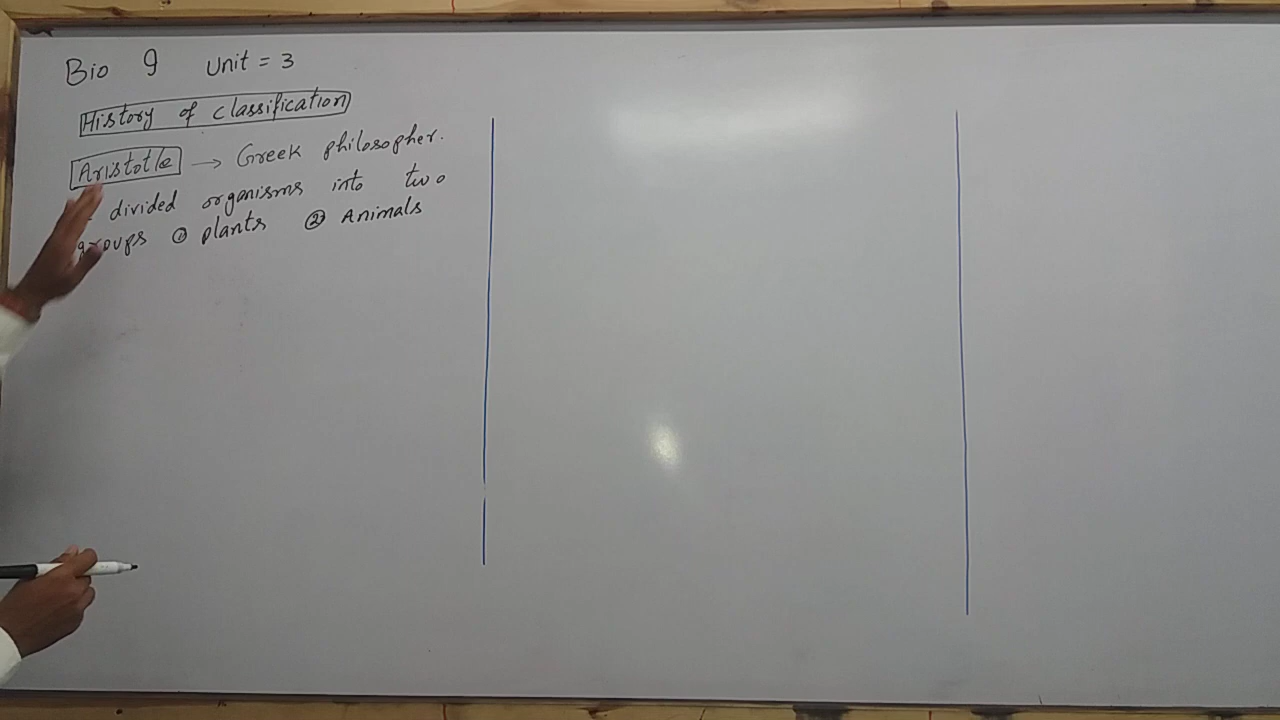 Bio 9 Unit = 3
History of classification
Aristotle → Greek philosopher.
divided organisms into two
groups ① plants ② Animals